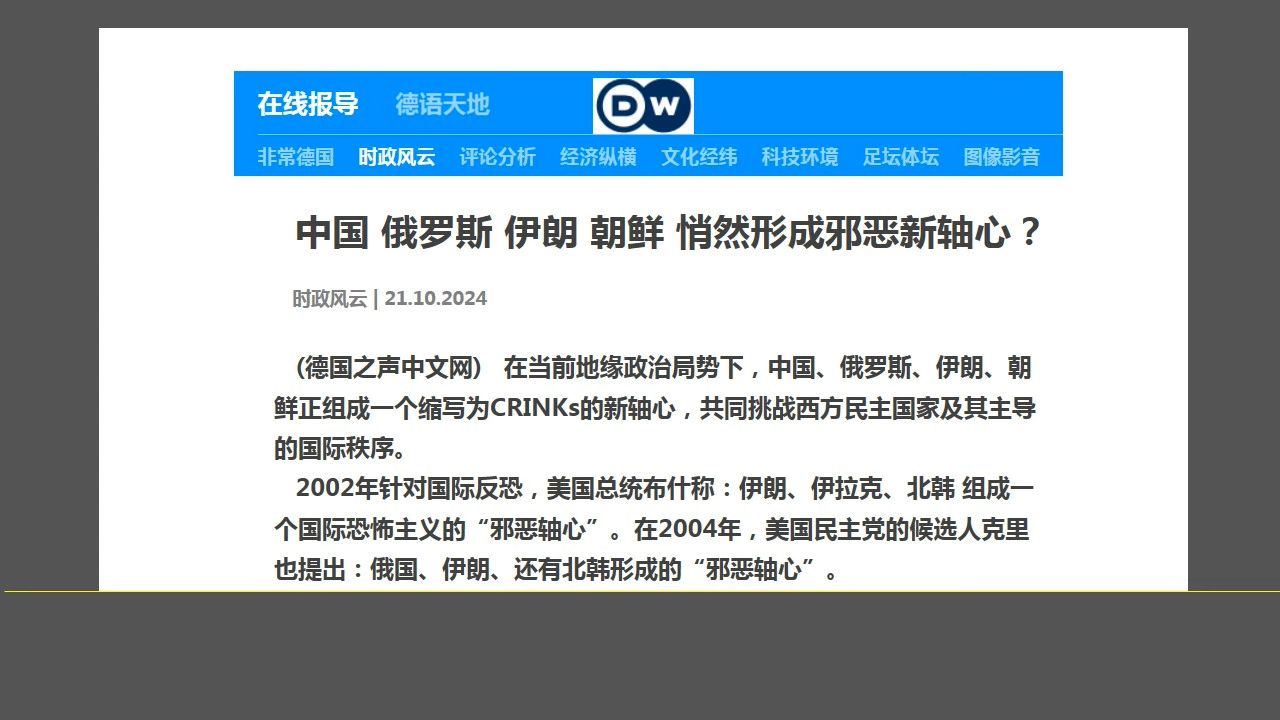 在线报导 德语天地
DW
非常德国 时政风云 评论分析 经济纵横 文化经纬 科技环境 足坛体坛 图像影音
中国 俄罗斯 伊朗 朝鲜 悄然形成邪恶新轴心？
时政风云 | 21.10.2024
（德国之声中文网） 在当前地缘政治局势下，中国、俄罗斯、伊朗、朝
鲜正组成一个缩写为CRINKs的新轴心，共同挑战西方民主国家及其主导
的国际秩序。
2002年针对国际反恐，美国总统布什称：伊朗、伊拉克、北韩 组成一
个国际恐怖主义的“邪恶轴心”。在2004年，美国民主党的候选人克里
也提出：俄国、伊朗、还有北韩形成的“邪恶轴心”。